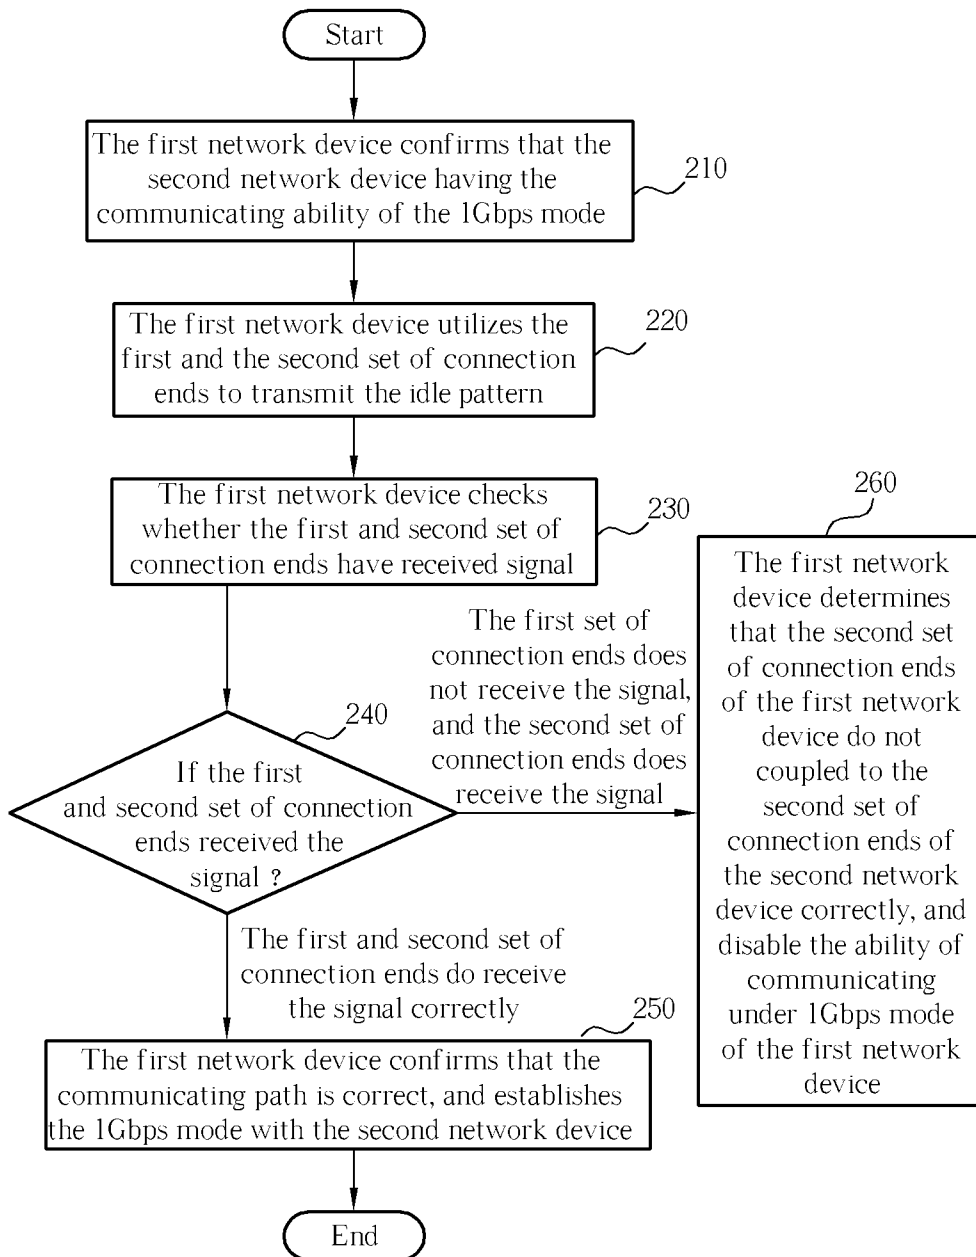 Start
The first network device confirms that the
second network device having the
communicating ability of the 1Gbps mode
210
The first network device utilizes the
first and the second set of connection
ends to transmit the idle pattern
220
The first network device checks
whether the first and second set of
connection ends have received signal
230
If the first
and second set of connection
ends received the
signal ?
240
The first set of
connection ends does
not receive the signal,
and the second set of
connection ends does
receive the signal
260
The first network
device determines
that the second set
of connection ends
of the first network
device do not
coupled to the
second set of
connection ends of
the second network
device correctly, and
disable the ability of
communicating
under 1Gbps mode
of the first network
device
The first and second set of
connection ends do receive
the signal correctly
250
The first network device confirms that the
communicating path is correct, and establishes
the 1Gbps mode with the second network device
End